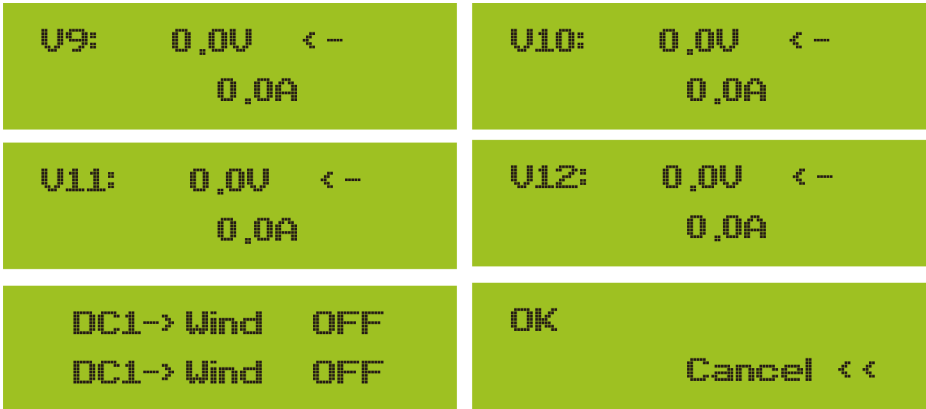 V9: 0.0V <-
0.0A
V10: 0.0V <-
0.0A
V11: 0.0V <-
0.0A
V12: 0.0V <-
0.0A
DC1-> Wind OFF
DC1-> Wind OFF
OK
Cancel <<